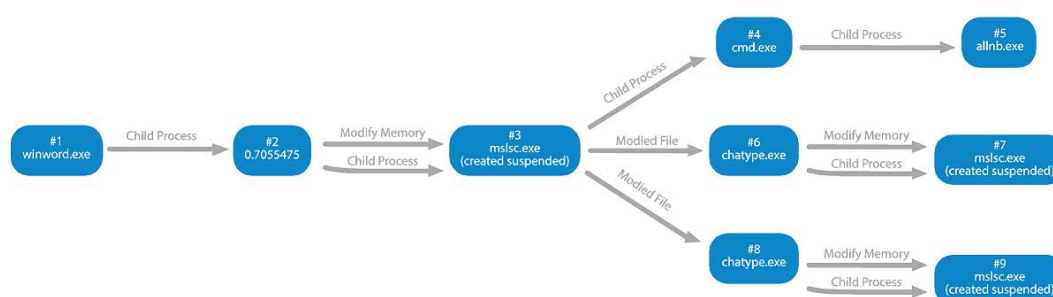 #1
winword.exe
Child Process
#2
0.7055475
Modify Memory
Child Process
#3
mslsc.exe
(created suspended)
Child Process
#4
cmd.exe
Child Process
#5
allnb.exe
Modied File
#6
chatype.exe
Modify Memory
Child Process
#7
mslsc.exe
(created suspended)
Modied File
#8
chatype.exe
Modify Memory
Child Process
#9
mslsc.exe
(created suspended)